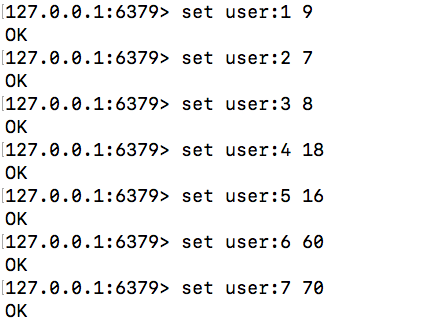 127.0.0.1:6379> set user:1 9
OK
127.0.0.1:6379> set user:2 7
OK
127.0.0.1:6379> set user:3 8
OK
127.0.0.1:6379> set user:4 18
OK
127.0.0.1:6379> set user:5 16
OK
127.0.0.1:6379> set user:6 60
OK
127.0.0.1:6379> set user:7 70
OK